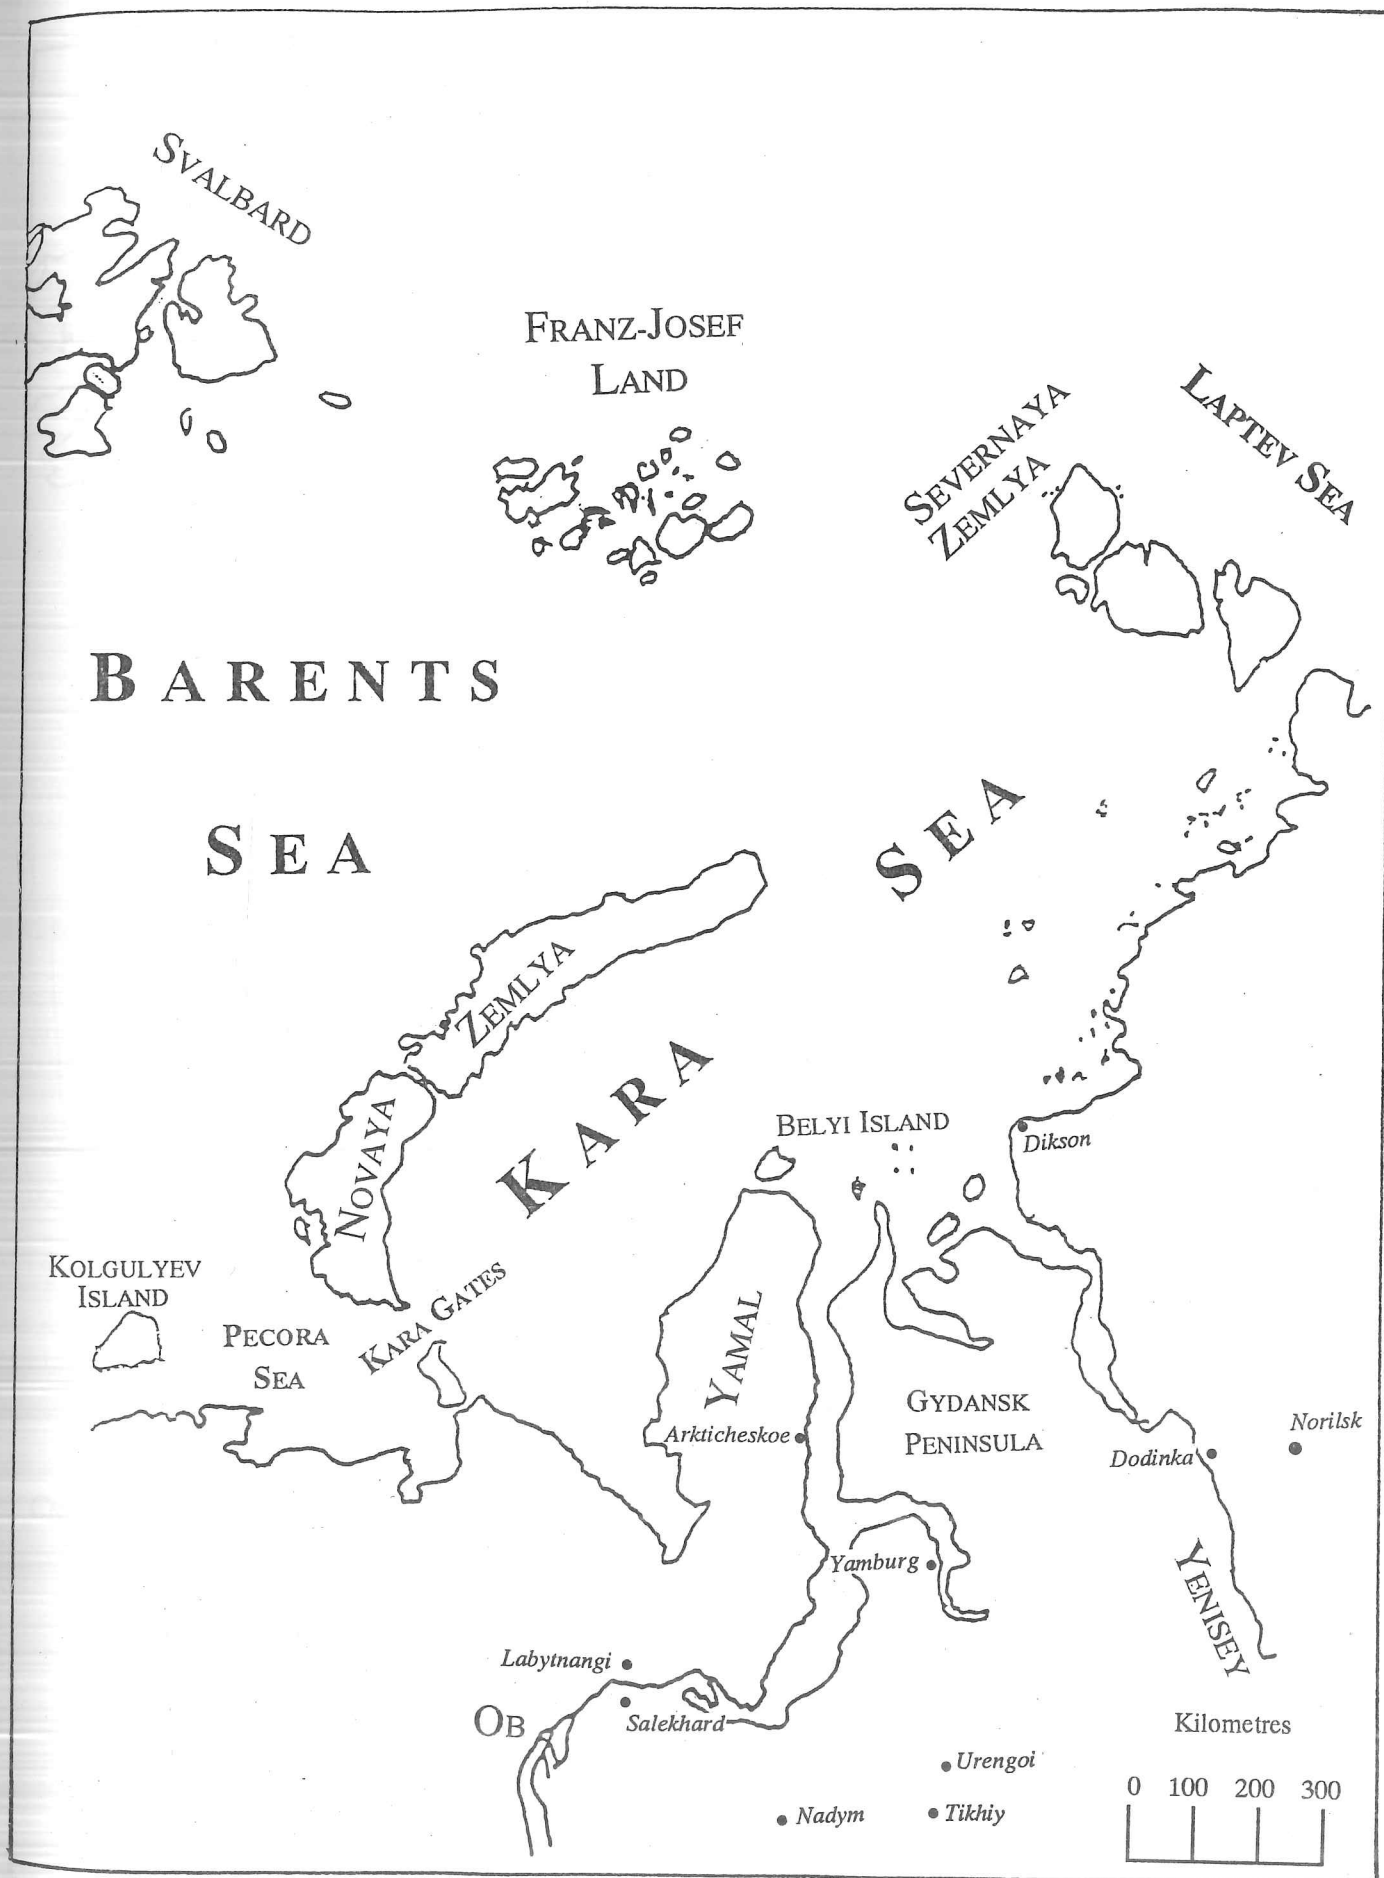 SVALBARD
FRANZ-JOSEF
LAND
SEVERNAYA
ZEMLYA
LAPTEV SEA
BARENTS
SEA
KARA SEA
NOVAYA ZEMLYA
BELYI ISLAND
Dikson
KOLGULYEV
ISLAND
PECORA
SEA
KARA GATES
YAMAL
Arkticheskoe
GYDANSK
PENINSULA
Norilsk
Dodinka
Yamburg
YENISEY
Labytnangi
OB
Salekhard
Urengoi
Nadym
Tikhiy
Kilometres
0 100 200 300